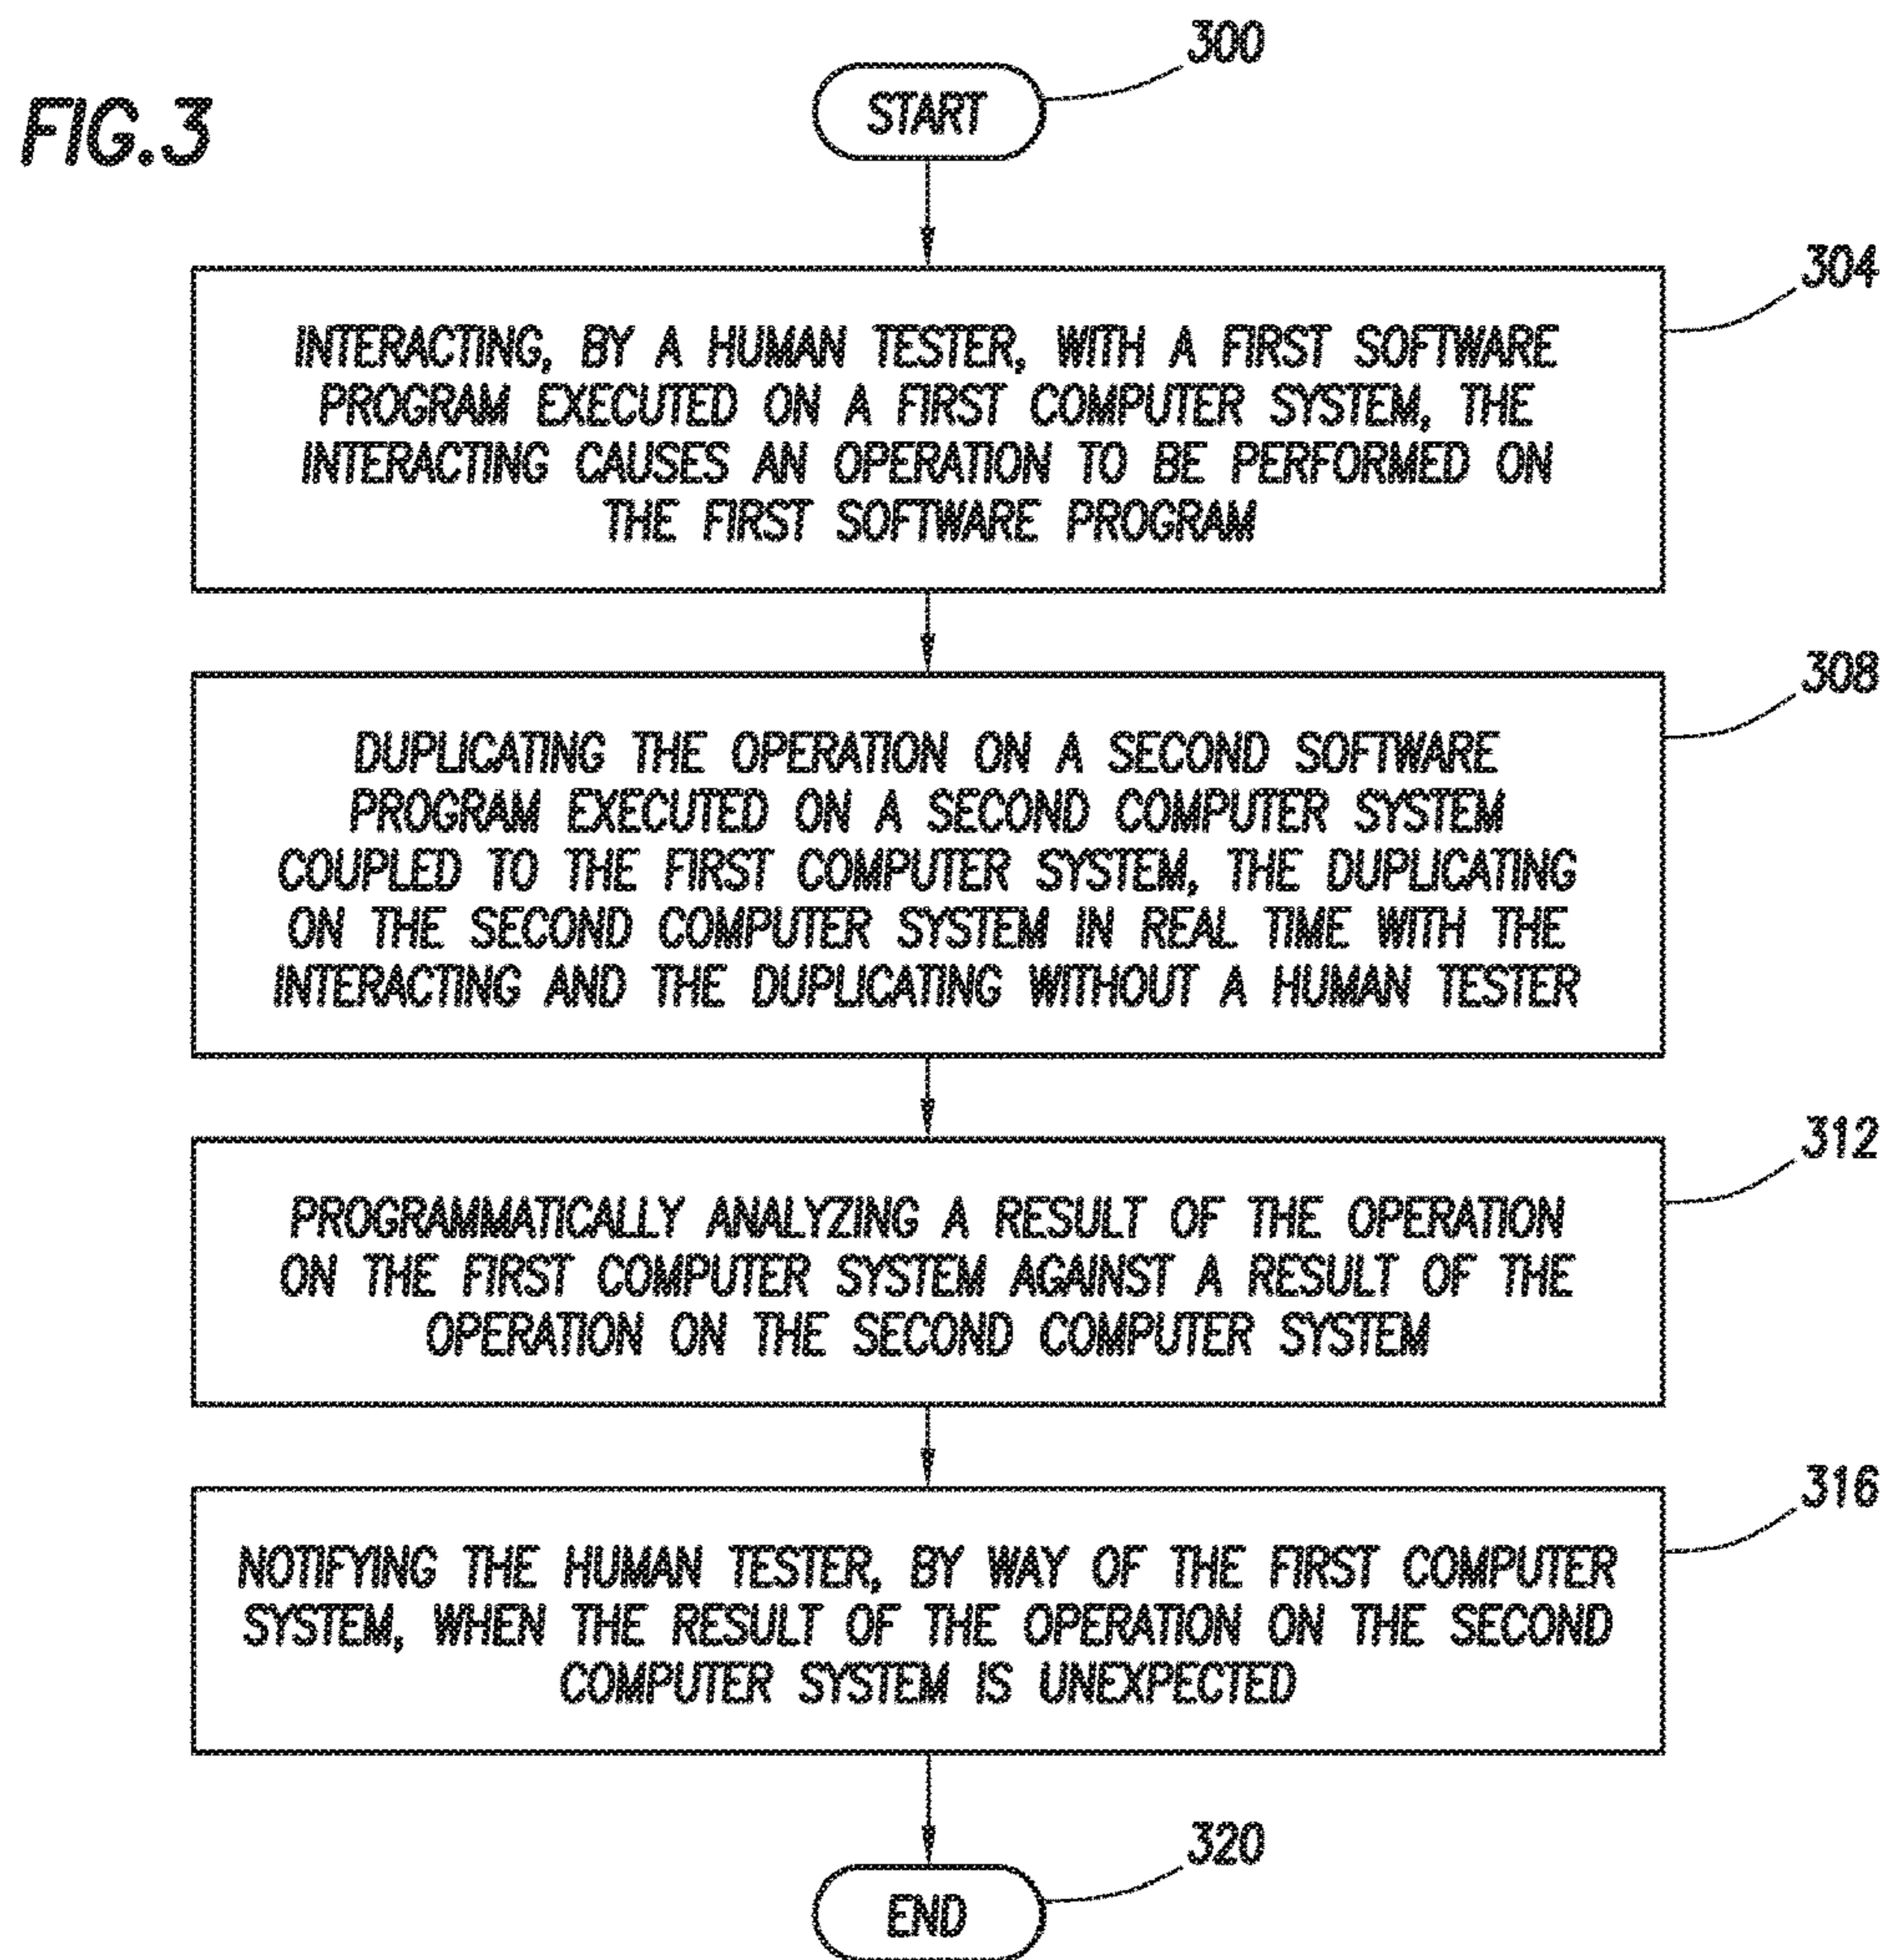 FIG.3
300
START
304
INTERACTING, BY A HUMAN TESTER, WITH A FIRST SOFTWARE
PROGRAM EXECUTED ON A FIRST COMPUTER SYSTEM, THE
INTERACTING CAUSES AN OPERATION TO BE PERFORMED ON
THE FIRST SOFTWARE PROGRAM
308
DUPLICATING THE OPERATION ON A SECOND SOFTWARE
PROGRAM EXECUTED ON A SECOND COMPUTER SYSTEM
COUPLED TO THE FIRST COMPUTER SYSTEM, THE DUPLICATING
ON THE SECOND COMPUTER SYSTEM IN REAL TIME WITH THE
INTERACTING AND THE DUPLICATING WITHOUT A HUMAN TESTER
312
PROGRAMMATICALLY ANALYZING A RESULT OF THE OPERATION
ON THE FIRST COMPUTER SYSTEM AGAINST A RESULT OF THE
OPERATION ON THE SECOND COMPUTER SYSTEM
316
NOTIFYING THE HUMAN TESTER, BY WAY OF THE FIRST COMPUTER
SYSTEM, WHEN THE RESULT OF THE OPERATION ON THE SECOND
COMPUTER SYSTEM IS UNEXPECTED
320
END